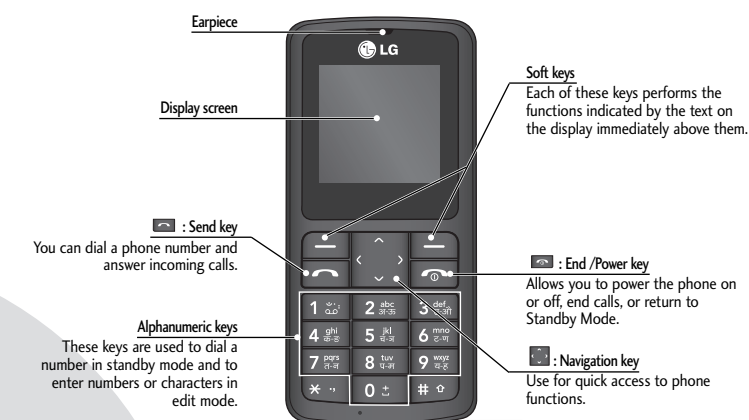 Earpiece
LG
Display screen
Soft keys
Each of these keys performs the
functions indicated by the text on
the display immediately above them.
: Send key
You can dial a phone number and
answer incoming calls.
: End /Power key
Allows you to power the phone on
or off, end calls, or return to
Standby Mode.
: Navigation key
Use for quick access to phone
functions.
Alphanumeric keys
These keys are used to dial a
number in standby mode and to
enter numbers or characters in
edit mode.
1
2 abc अ-अः
3 def
4 ghi क-ङ
5 jkl च-ञ
6 mno ट-ण
7 pqrs त-न
8 tuv प-म
9 wxyz य-ह
*
0
#